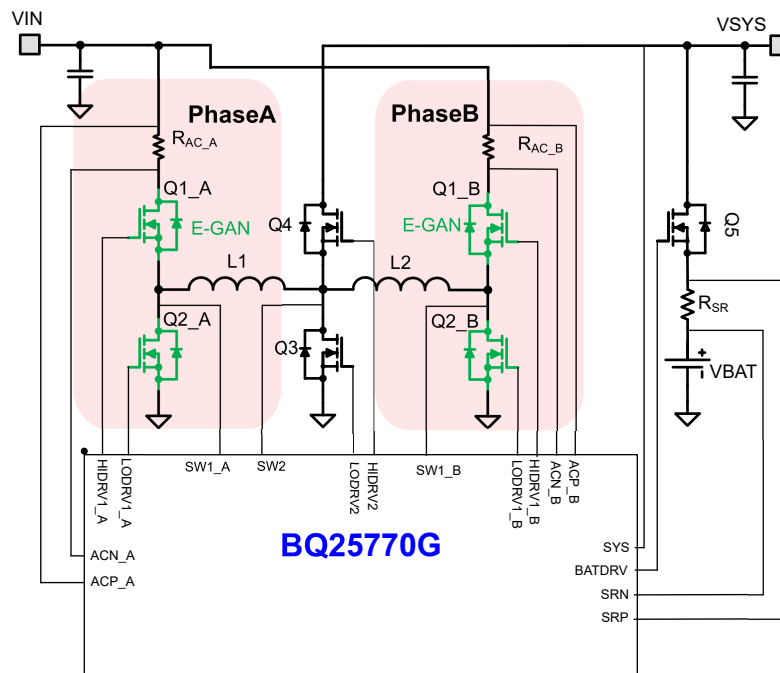 VIN
VSYS
PhaseA
PhaseB
RAC_A
RAC_B
Q1_A
Q1_B
E-GAN
Q4
E-GAN
Q5
L1
L2
RSR
Q2_A
Q3
Q2_B
VBAT
HIDRV1_A
LODRV1_A
SW1_A
SW2
LODRV2
HIDRV2
SW1_B
LODRV1_B
HIDRV1_B
ACN_B
ACP_B
BQ25770G
ACN_A
ACP_A
SYS
BATDRV
SRN
SRP